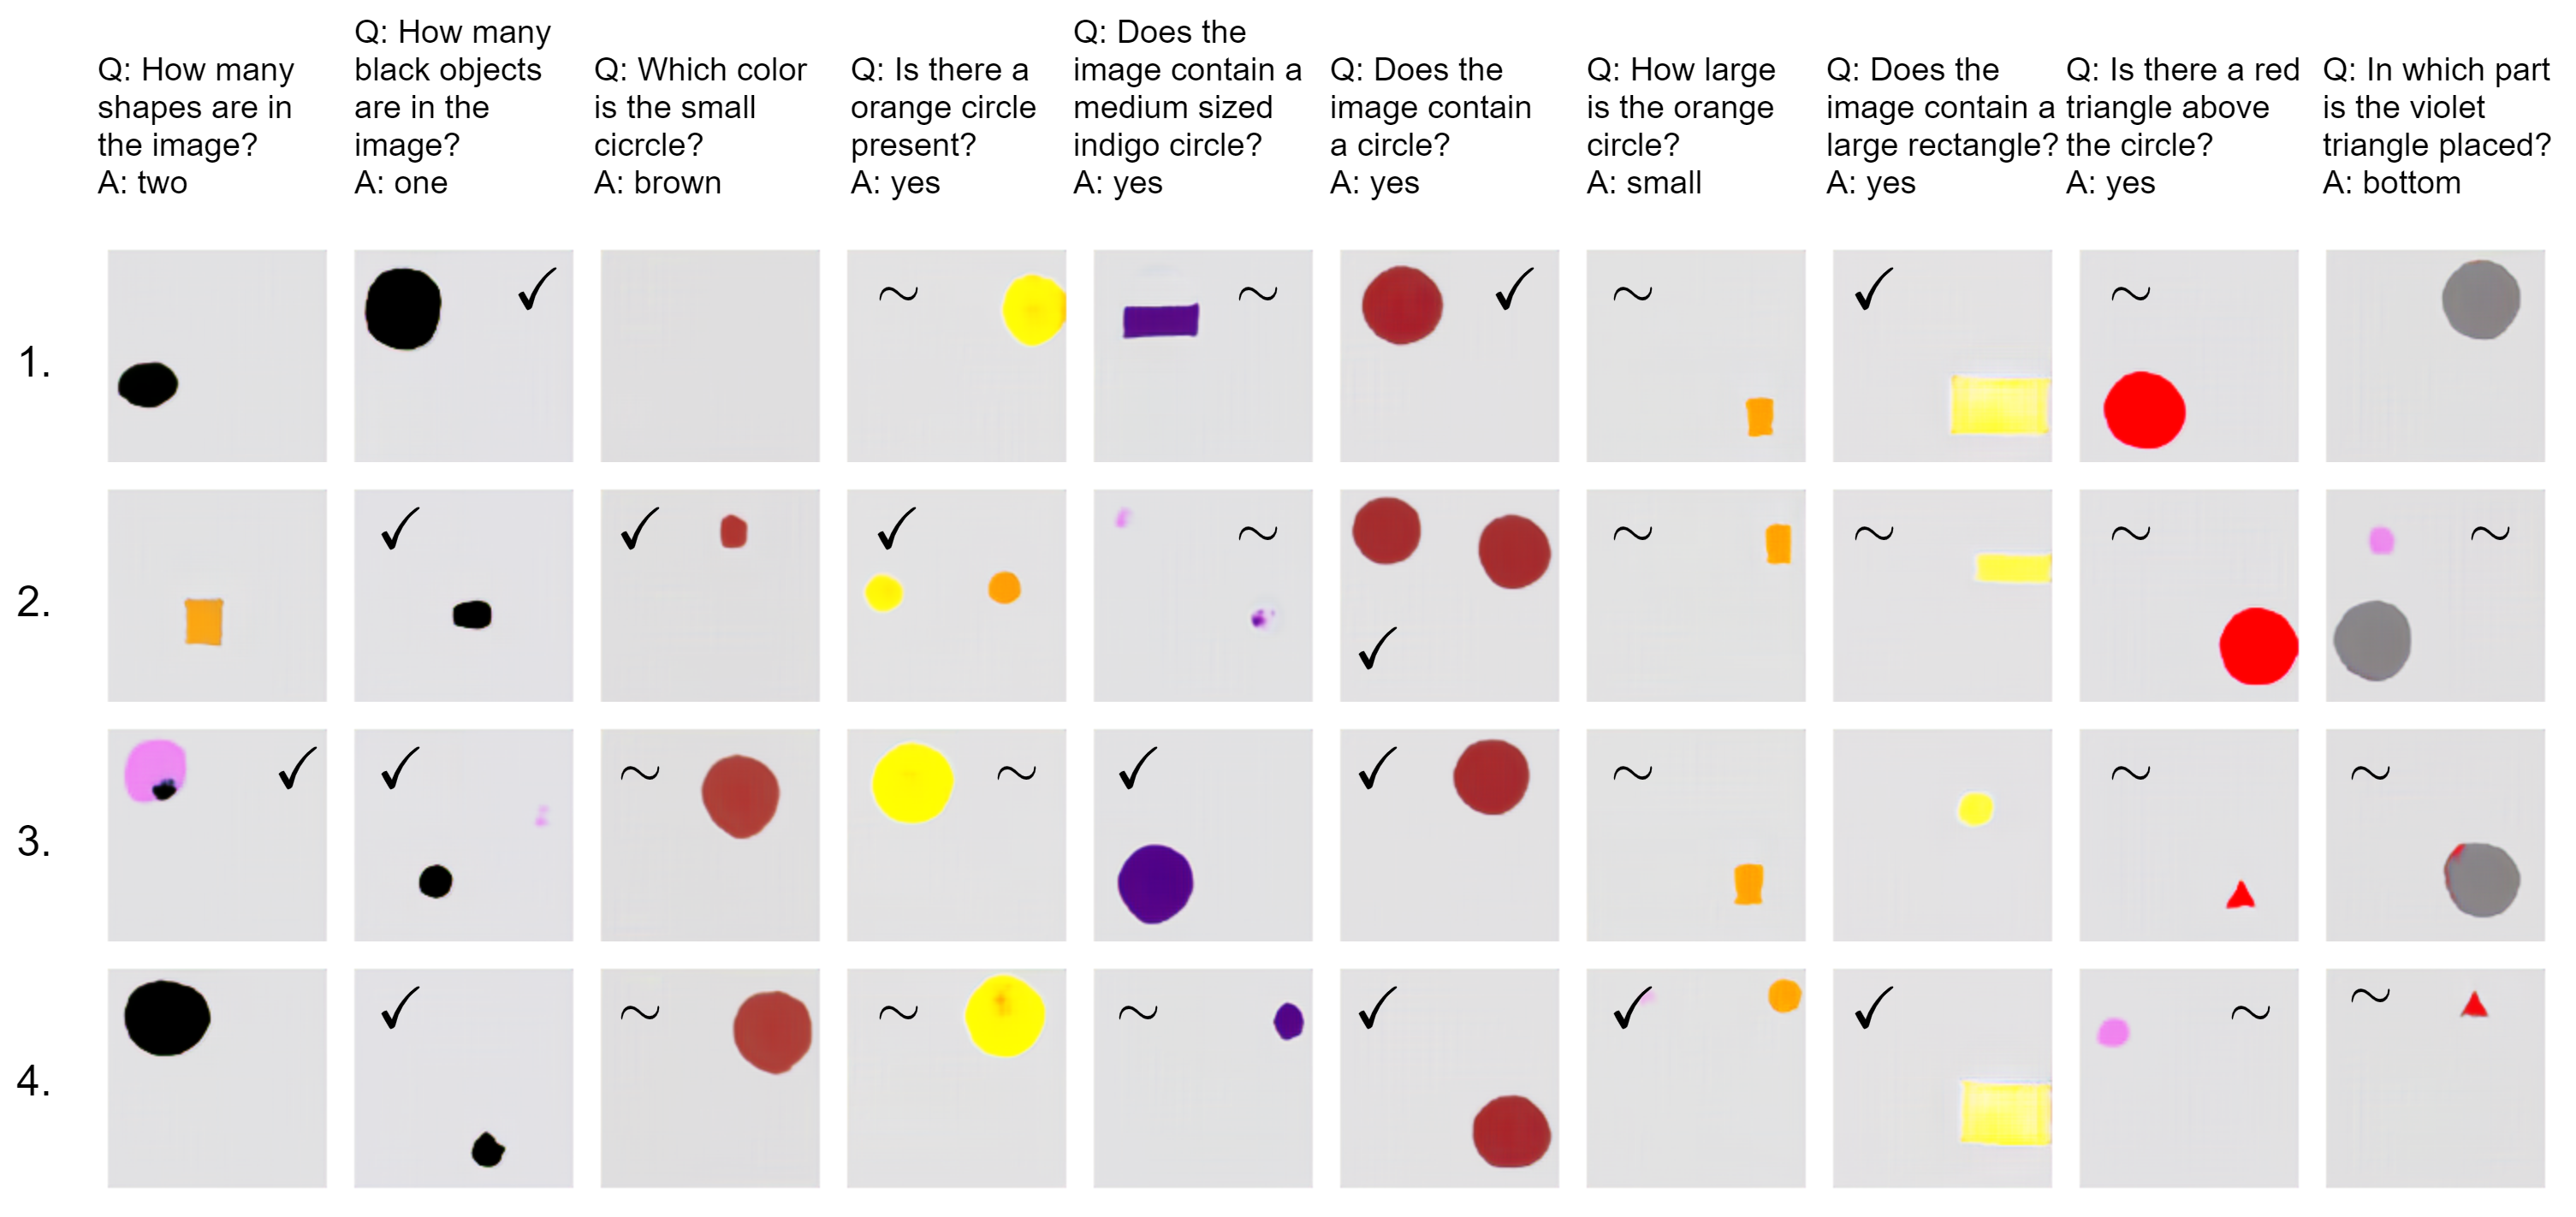 Q: How many
shapes are in
the image?
A: two
Q: How many
black objects
are in the
image?
A: one
Q: Which color
is the small
cicrcle?
A: brown
Q: Is there a
orange circle
present?
A: yes
Q: Does the
image contain a
medium sized
indigo circle?
A: yes
Q: Does the
image contain
a circle?
A: yes
Q: How large
is the orange
circle?
A: small
Q: Does the
image contain a
large rectangle?
A: yes
Q: Is there a red
triangle above
the circle?
A: yes
Q: In which part
is the violet
triangle placed?
A: bottom
1.
✓ ~ ~ ✓ ~ ✓ ~
2.
✓ ✓ ✓ ~ ✓ ~ ~ ~ ~
3.
✓ ✓ ~ ~ ✓ ✓ ~ ~ ~
4.
✓ ~ ~ ~ ✓ ✓ ✓ ~ ~